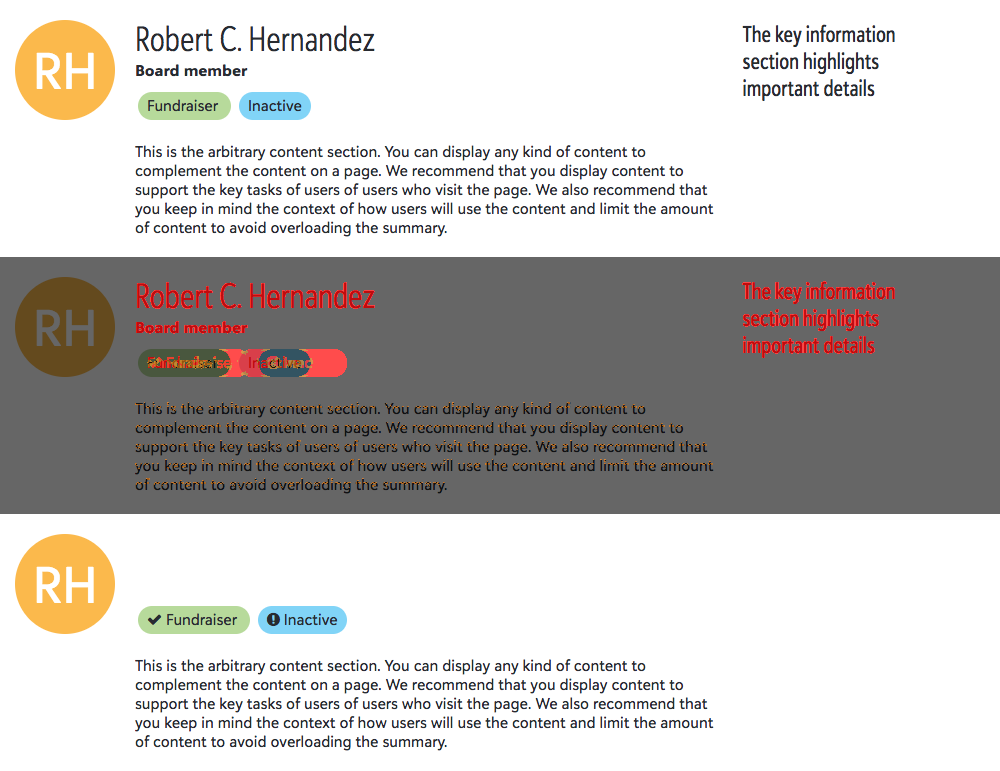 RH
Robert C. Hernandez
Board member
Fundraiser
Inactive
The key information
section highlights
important details
This is the arbitrary content section. You can display any kind of content to
complement the content on a page. We recommend that you display content to
support the key tasks of users of users who visit the page. We also recommend that
you keep in mind the context of how users will use the content and limit the amount
of content to avoid overloading the summary.
RH
Robert C. Hernandez
Board member
The key information
section highlights
important details
This is the arbitrary content section. You can display any kind of content to
complement the content on a page. We recommend that you display content to
support the key tasks of users of users who visit the page. We also recommend that
you keep in mind the context of how users will use the content and limit the amount
of content to avoid overloading the summary.
RH
Fundraiser
Inactive
This is the arbitrary content section. You can display any kind of content to
complement the content on a page. We recommend that you display content to
support the key tasks of users of users who visit the page. We also recommend that
you keep in mind the context of how users will use the content and limit the amount
of content to avoid overloading the summary.